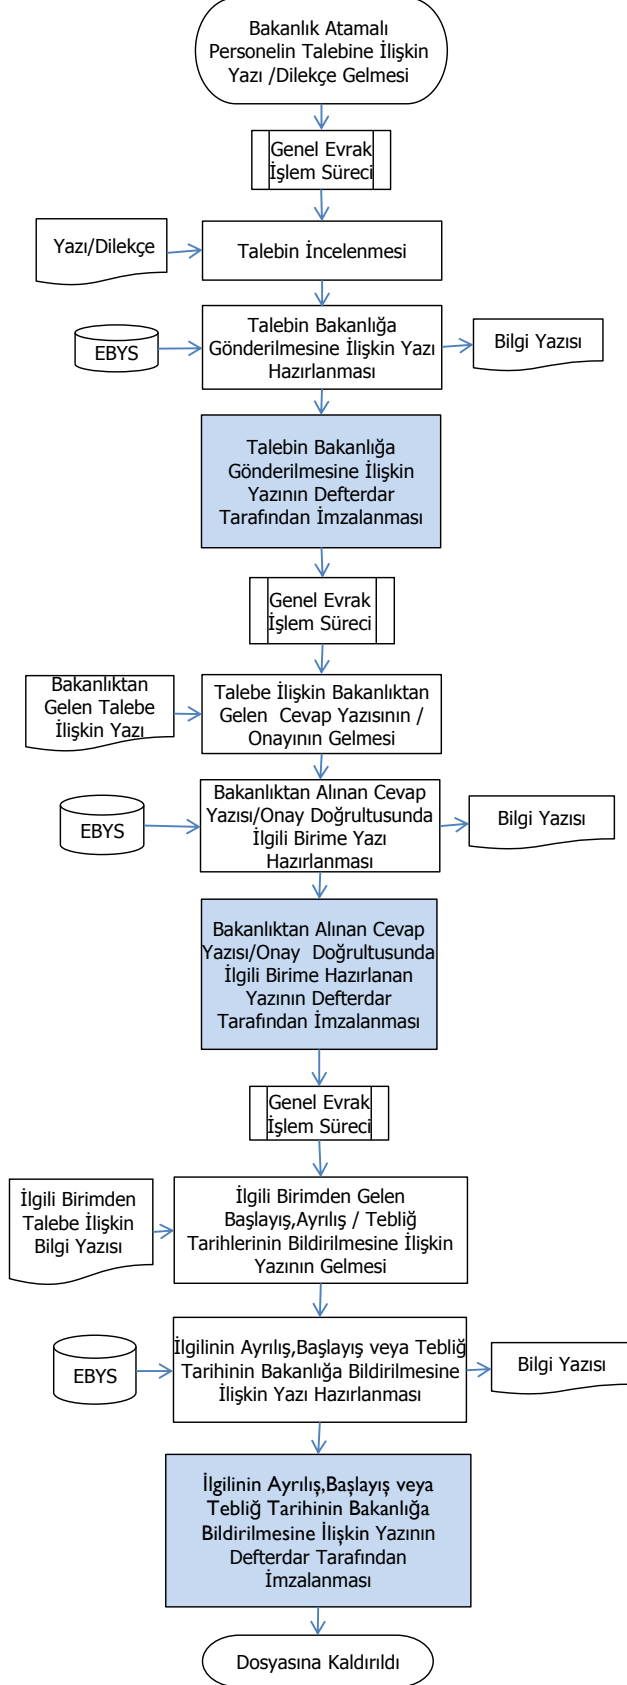 Bakanlık Atamalı
Personelin Talebine İlişkin
Yazı /Dilekçe Gelmesi
Genel Evrak
İşlem Süreci
Yazı/Dilekçe
Talebin İncelenmesi
Talebin Bakanlığa
Gönderilmesine İlişkin Yazı
Hazırlanması
EBYS
Bilgi Yazısı
Talebin Bakanlığa
Gönderilmesine İlişkin
Yazının Defterdar
Tarafından İmzalanması
Genel Evrak
İşlem Süreci
Bakanlıktan
Gelen Talebe
İlişkin Yazı
Talebe İlişkin Bakanlıktan
Gelen  Cevap Yazısının /
Onayının Gelmesi
Bakanlıktan Alınan Cevap
Yazısı/Onay Doğrultusunda
İlgili Birime Yazı
Hazırlanması
EBYS
Bilgi Yazısı
Bakanlıktan Alınan Cevap
Yazısı/Onay  Doğrultusunda
İlgili Birime Hazırlanan
Yazının Defterdar
Tarafından İmzalanması
Genel Evrak
İşlem Süreci
İlgili Birimden
Talebe İlişkin
Bilgi Yazısı
İlgili Birimden Gelen
Başlayış,Ayrılış / Tebliğ
Tarihlerinin Bildirilmesine İlişkin
Yazının Gelmesi
İlgilinin Ayrılış,Başlayış veya Tebliğ
Tarihinin Bakanlığa Bildirilmesine
İlişkin Yazı Hazırlanması
EBYS
Bilgi Yazısı
İlgilinin Ayrılış,Başlayış veya
Tebliğ Tarihinin Bakanlığa
Bildirilmesine İlişkin Yazının
Defterdar Tarafından
İmzalanması
Dosyasına Kaldırıldı